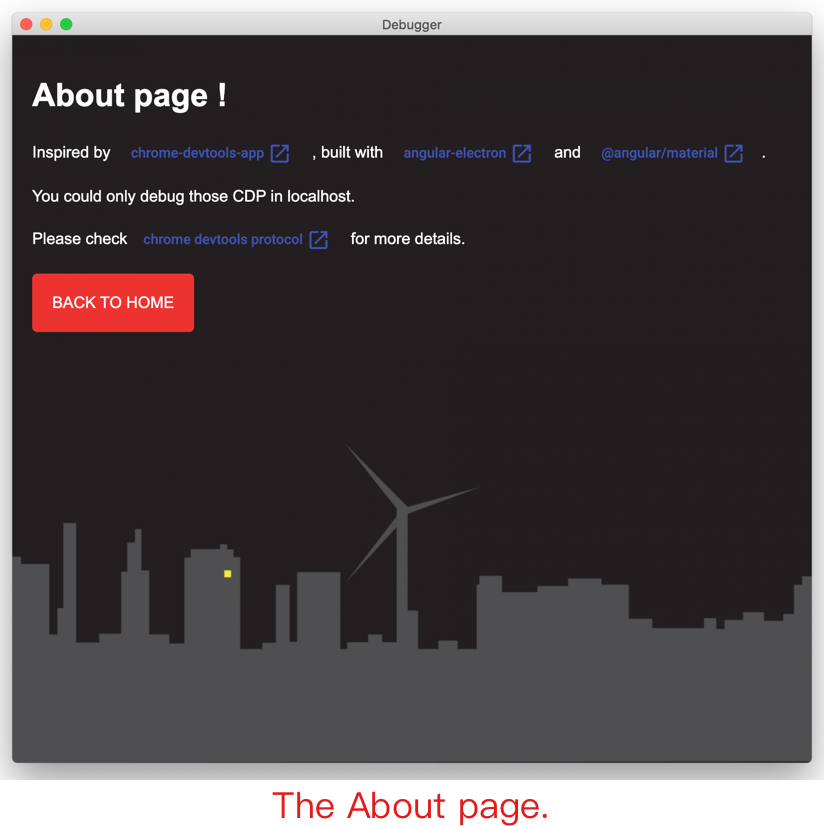 Debugger
About page !
Inspired by chrome-devtools-app , built with angular-electron and @angular/material .
You could only debug those CDP in localhost.
Please check chrome devtools protocol for more details.
BACK TO HOME
The About page.